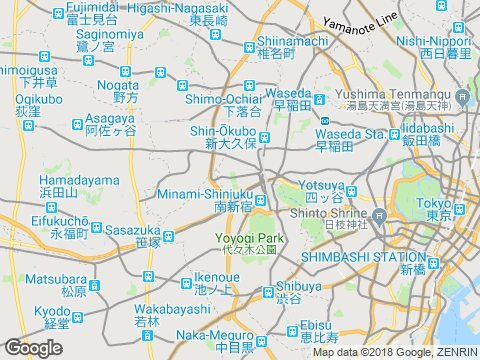 Fujimidai
富士見台
Higashi-Nagasaki
東長崎
Yamanote Line
Saginomiya
鷺ノ宮
Shiinamachi
椎名町
Nishi-Nippori
西日暮里
himoigusa
下井草
Nogata
野方
Shimo-Ochiai
下落合
Waseda
早稲田
Yushima Tenmangu
湯島天満宮(湯島天神)
Ogikubo
荻窪
Asagaya
阿佐ヶ谷
Shin-Ōkubo
新大久保
Waseda Sta.
早稲田
Iidabashi
飯田橋
Hamadayama
浜田山
Minami-Shinjuku
南新宿
Yotsuya
四ッ谷
Tokyo
東京
Eifukuchō
永福町
Sasazuka
笹塚
Shinto Shrine
日枝神社
Yoyogi Park
代々木公園
SHIMBASHI STATION
新橋
Matsubara
松原
Ikenoue
池ノ上
Shibuya
渋谷
Kyodo
経堂
Wakabayashi
若林
Naka-Meguro
中目黒
Ebisu
恵比寿
Google
Map data ©2018 Google, ZENRIN